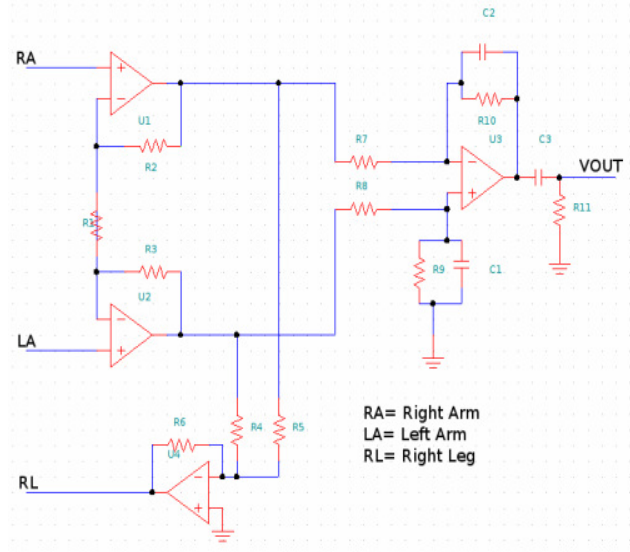 C2
RA
R10
U1
R7
U3
C3
R2
VOUT
R8
R11
R1
R3
R9
C1
U2
LA
RA= Right Arm
LA= Left Arm
RL= Right Leg
R6
R4
R5
U4
RL